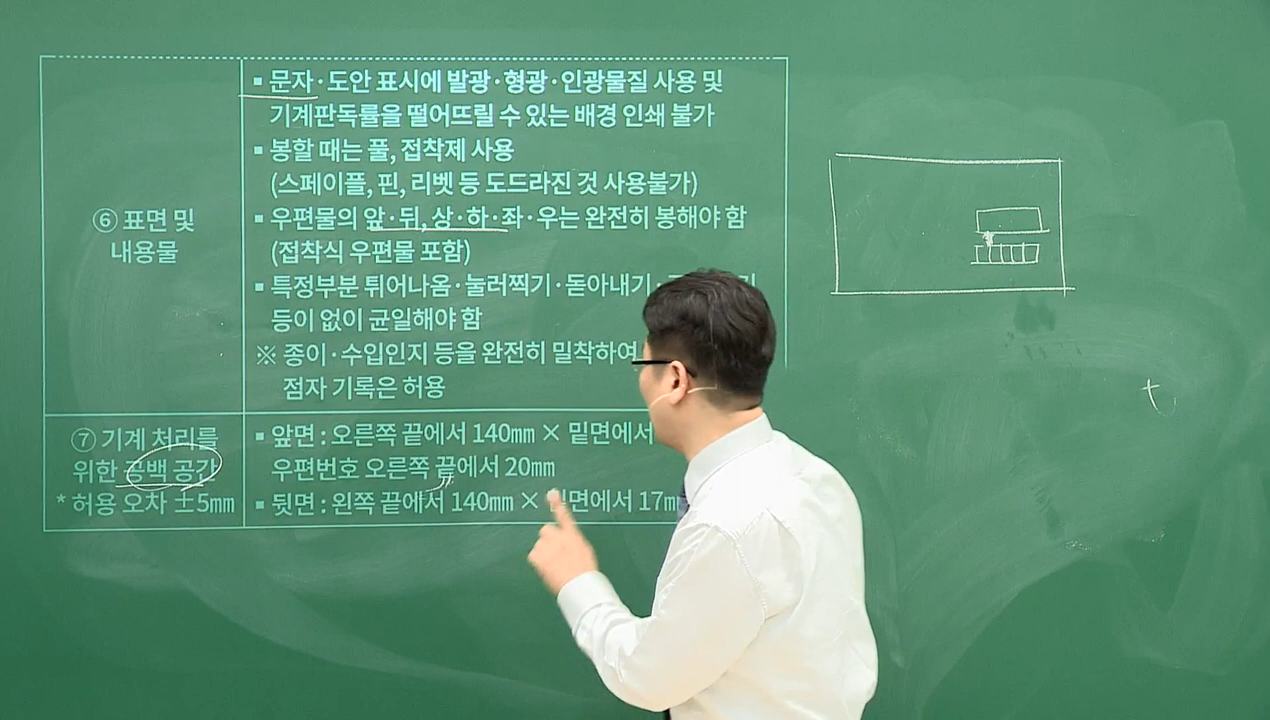 ▪ 문자·도안 표시에 발광·형광·인광물질 사용 및
기계판독률을 떨어뜨릴 수 있는 배경 인쇄 불가
▪ 봉할 때는 풀, 접착제 사용
(스페이플, 핀, 리벳 등 도드라진 것 사용불가)
⑥ 표면 및
내용물
▪ 우편물의 앞·뒤, 상·하·좌·우는 완전히 봉해야 함
(접착식 우편물 포함)
▪ 특정부분 튀어나옴·눌러찍기·돋아내기·
등이 없이 균일해야 함
※ 종이·수입인지 등을 완전히 밀착하여
점자 기록은 허용
⑦ 기계 처리를
위한 공백 공간
* 허용 오차 ±5㎜
▪ 앞면 : 오른쪽 끝에서 140㎜ × 밑면에서
우편번호 오른쪽 끝에서 20㎜
▪ 뒷면 : 왼쪽 끝에서 140㎜ × 밑면에서 17